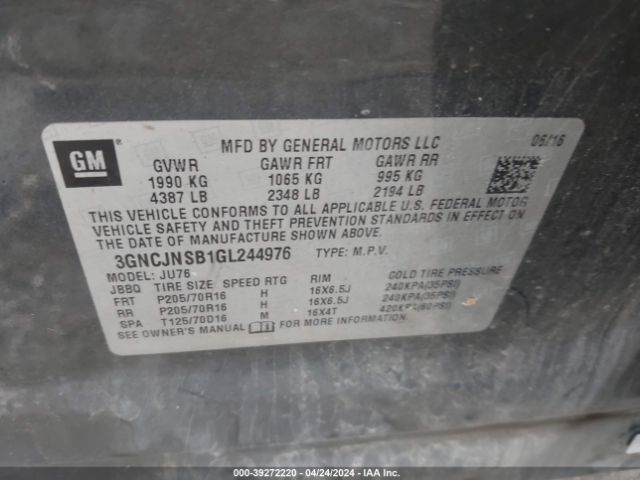 GM
®
MFD BY GENERAL MOTORS LLC 06/16
GVWR GAWR FRT GAWR RR
1990 KG 1065 KG 995 KG
4387 LB 2348 LB 2194 LB
THIS VEHICLE CONFORMS TO ALL APPLICABLE U.S. FEDERAL MOTOR
VEHICLE SAFETY AND THEFT PREVENTION STANDARDS IN EFFECT ON
THE DATE OF MANUFACTURE SHOWN ABOVE.
3GNCJNSB1GL244976 TYPE: M.P.V.
MODEL: JU76
JBBQ TIRE SIZE SPEED RTG RIM COLD TIRE PRESSURE
FRT P205/70R16 H 16X6.5J 240KPA(35PSI)
RR P205/70R16 H 16X6.5J 240KPA(35PSI)
SPA T125/70D16 M 16X4T 420KPA(60PSI)
SEE OWNER'S MANUAL FOR MORE INFORMATION.
000-39272220 - 04/24/2024 - IAA Inc.